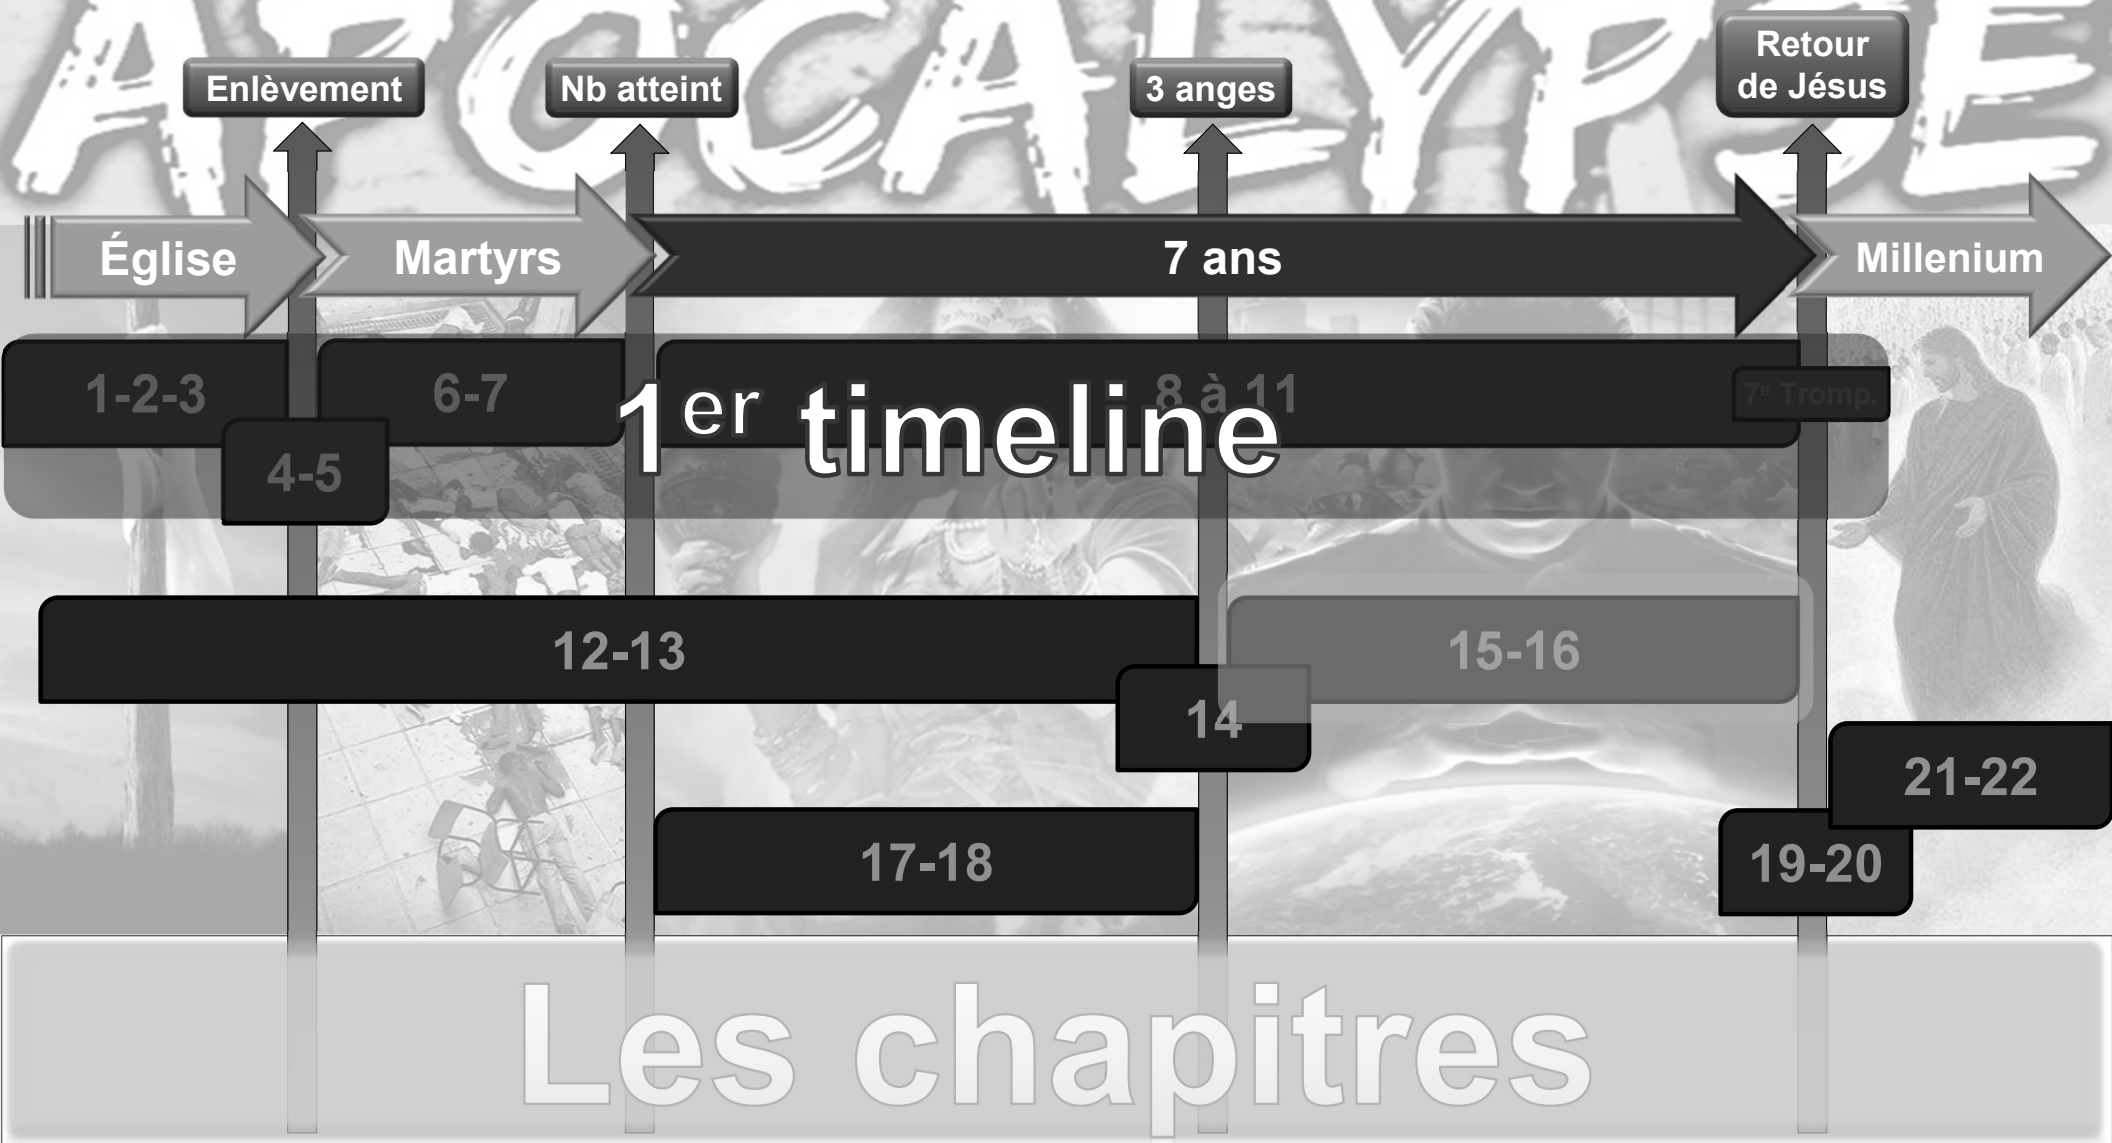 APOCALYPSE
Enlèvement
Nb atteint
3 anges
Retour
de Jésus
Église
Martyrs
7 ans
Millenium
1-2-3
6-7
8 à 11
7e Tromp.
1er timeline
4-5
12-13
15-16
14
21-22
17-18
19-20
Les chapitres